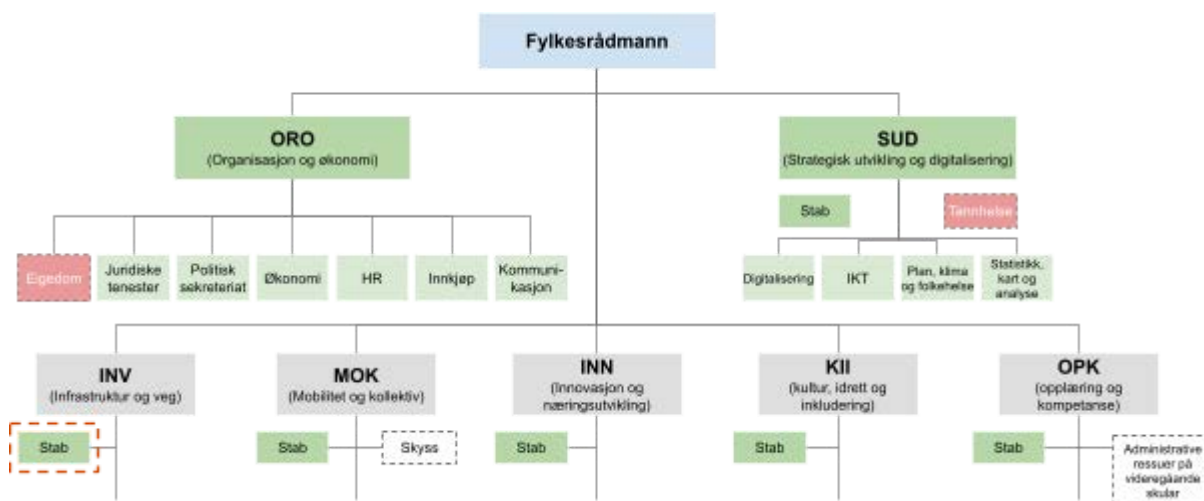 Fylkesrådmann
ORO
(Organisasjon og økonomi)
SUD
(Strategisk utvikling og digitalisering)
Stab
Tannhelse
Eigedom
Juridiske
tenester
Politisk
sekreteriat
Økonomi
HR
Innkjøp
Kommuni-
kasjon
Digitalisering
IKT
Plan, klima
og folkehelse
Statistikk,
kart og
analyse
INV
(Infrastruktur og veg)
MOK
(Mobilitet og kollektiv)
INN
(Innovasjon og
næringsutvikling)
KII
(kultur, idrett og
inkludering)
OPK
(opplæring og
kompetanse)
Stab
Stab
Skyss
Stab
Stab
Stab
Administrative
ressuer på
videregåande
skular